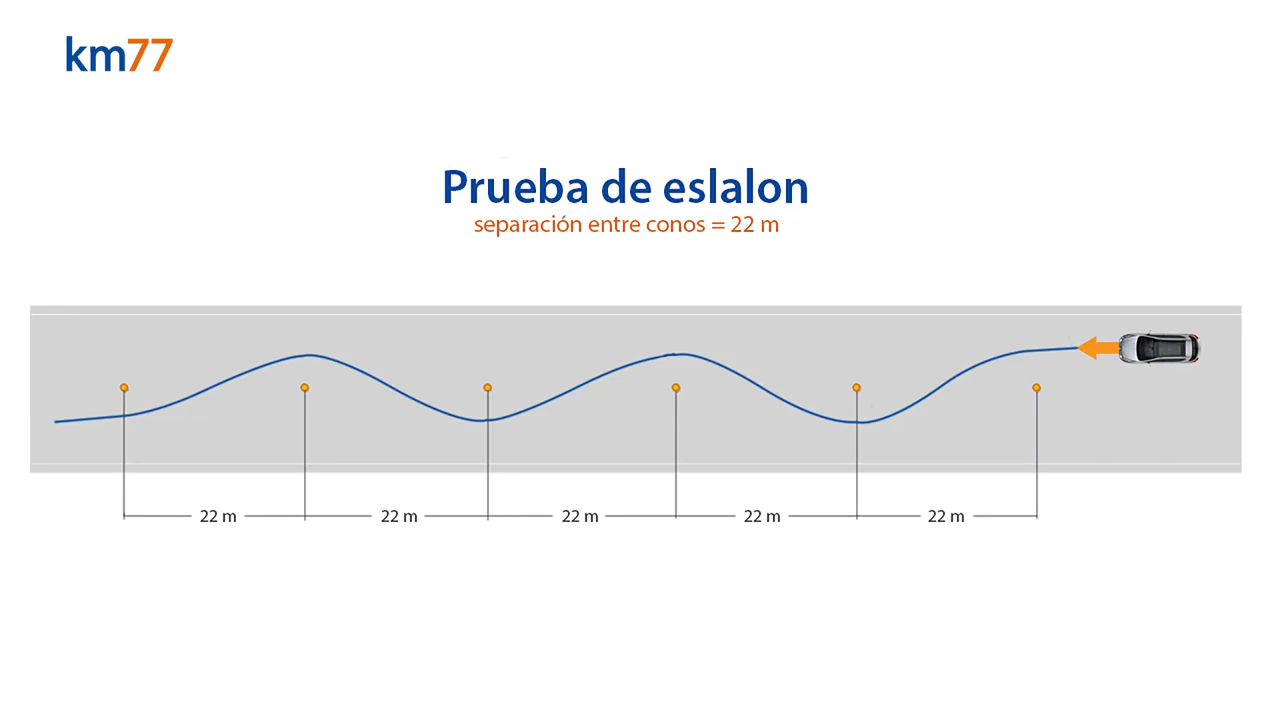 km77
Prueba de eslalon
separación entre conos = 22 m
22 m
22 m
22 m
22 m
22 m